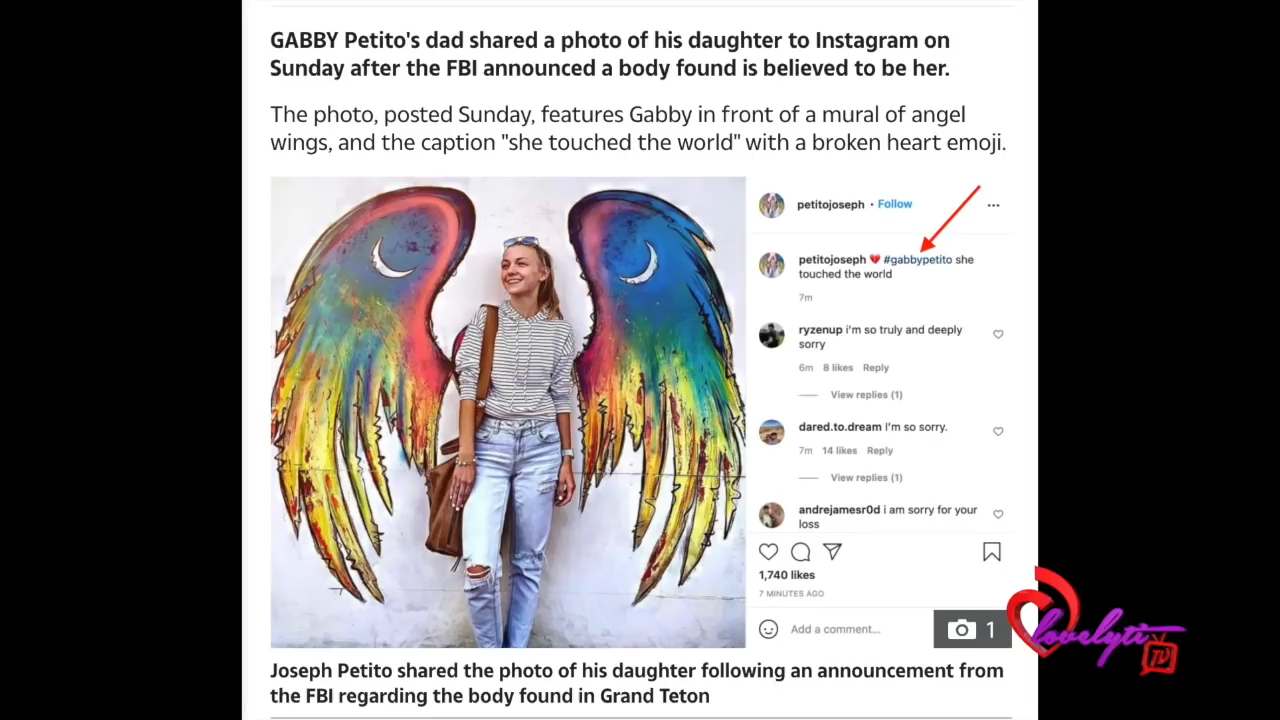 GABBY Petito's dad shared a photo of his daughter to Instagram on
Sunday after the FBI announced a body found is believed to be her.
The photo, posted Sunday, features Gabby in front of a mural of angel
wings, and the caption "she touched the world" with a broken heart emoji.
petitojoseph • Follow
petitojoseph 💔 #gabbypetito she
touched the world
7m
ryzenup i'm so truly and deeply
sorry
6m 8 likes Reply
View replies (1)
dared.to.dream I'm so sorry.
7m 14 likes Reply
View replies (1)
andrejamesr0d i am sorry for your
loss
1,740 likes
7 MINUTES AGO
Add a comment...
1
lovelyti
TV
Joseph Petito shared the photo of his daughter following an announcement from
the FBI regarding the body found in Grand Teton